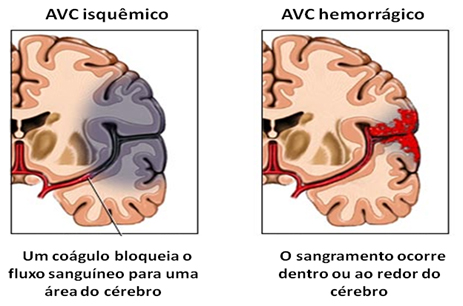 AVC isquêmico
AVC hemorrágico
Um coágulo bloqueia o
fluxo sanguíneo para uma
área do cérebro
O sangramento ocorre
dentro ou ao redor do
cérebro